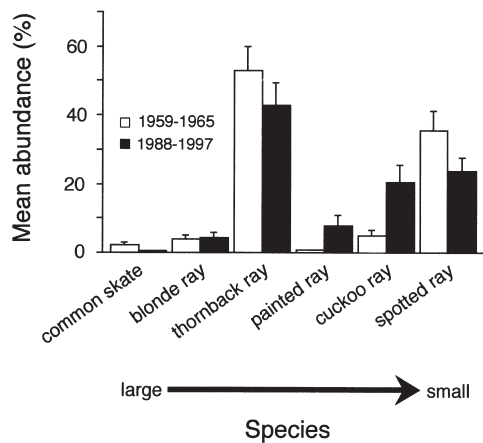 Mean abundance (%)
60
40
20
0
1959-1965
1988-1997
common skate
blonde ray
thornback ray
painted ray
cuckoo ray
spotted ray
large
small
Species